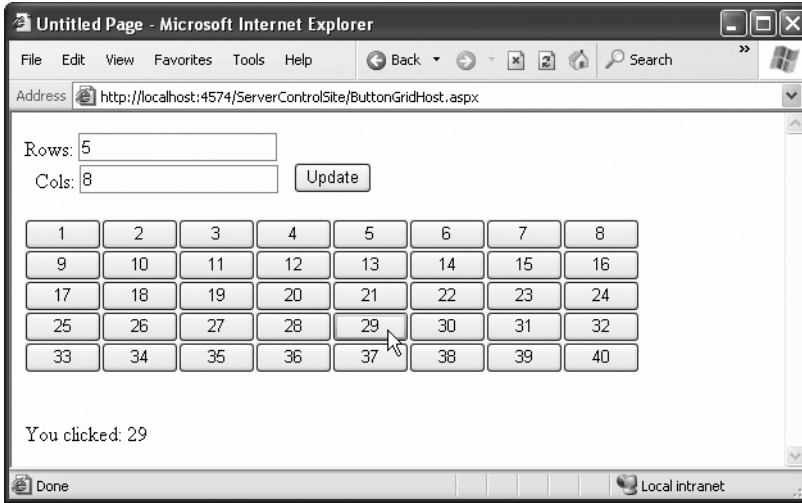 Untitled Page - Microsoft Internet Explorer
File Edit View Favorites Tools Help Back Search »
Address http://localhost:4574/ServerControlSite/ButtonGridHost.aspx
Rows: 5
Cols: 8 Update
1 2 3 4 5 6 7 8
9 10 11 12 13 14 15 16
17 18 19 20 21 22 23 24
25 26 27 28 29 30 31 32
33 34 35 36 37 38 39 40
You clicked: 29
Done Local intranet